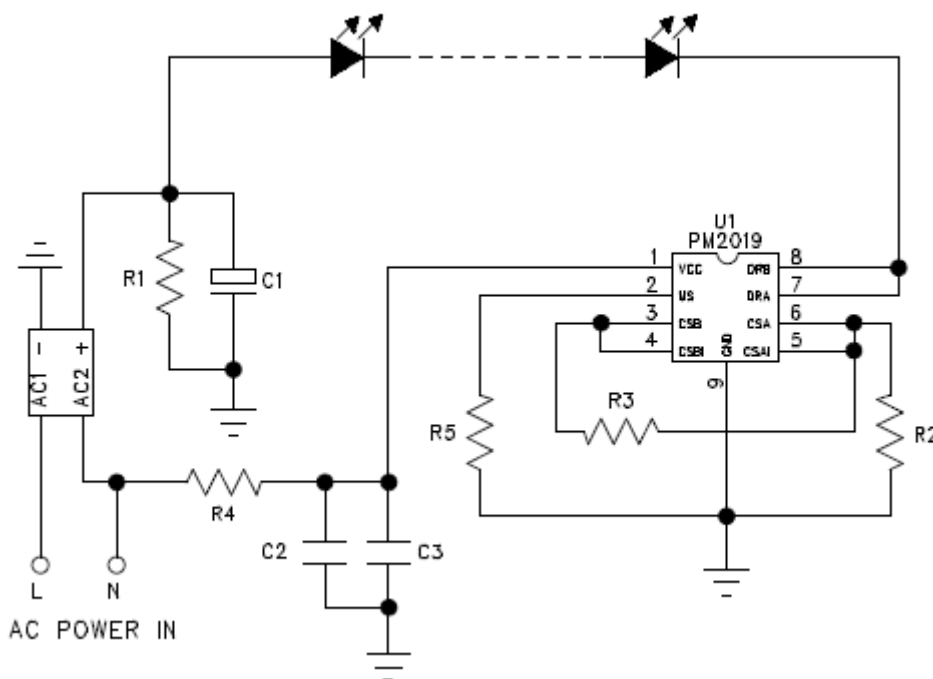 U1
PM2019
1
VCC
DRB
8
2
MS
DRA
7
3
CSB
CSA
6
4
CSBI
GND
CSAI
5
9
R1
C1
-
+
AC1
AC2
R3
R5
R2
R4
C2
C3
L
N
AC POWER IN